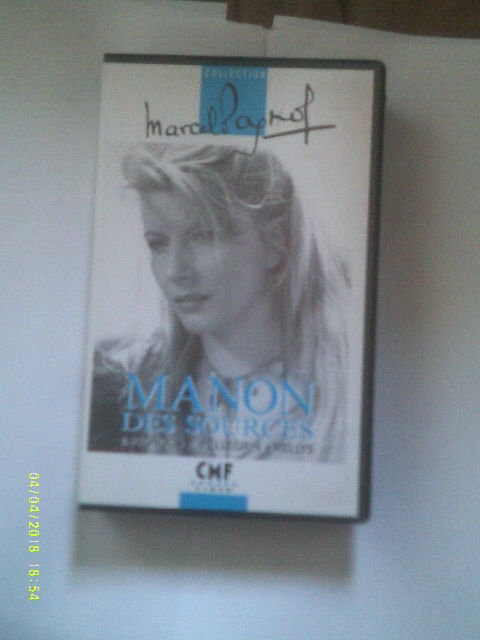 COLLECTION
Marcel Pagnol
MANON
DES SOURCES
CMF
04/04/2018 18:54